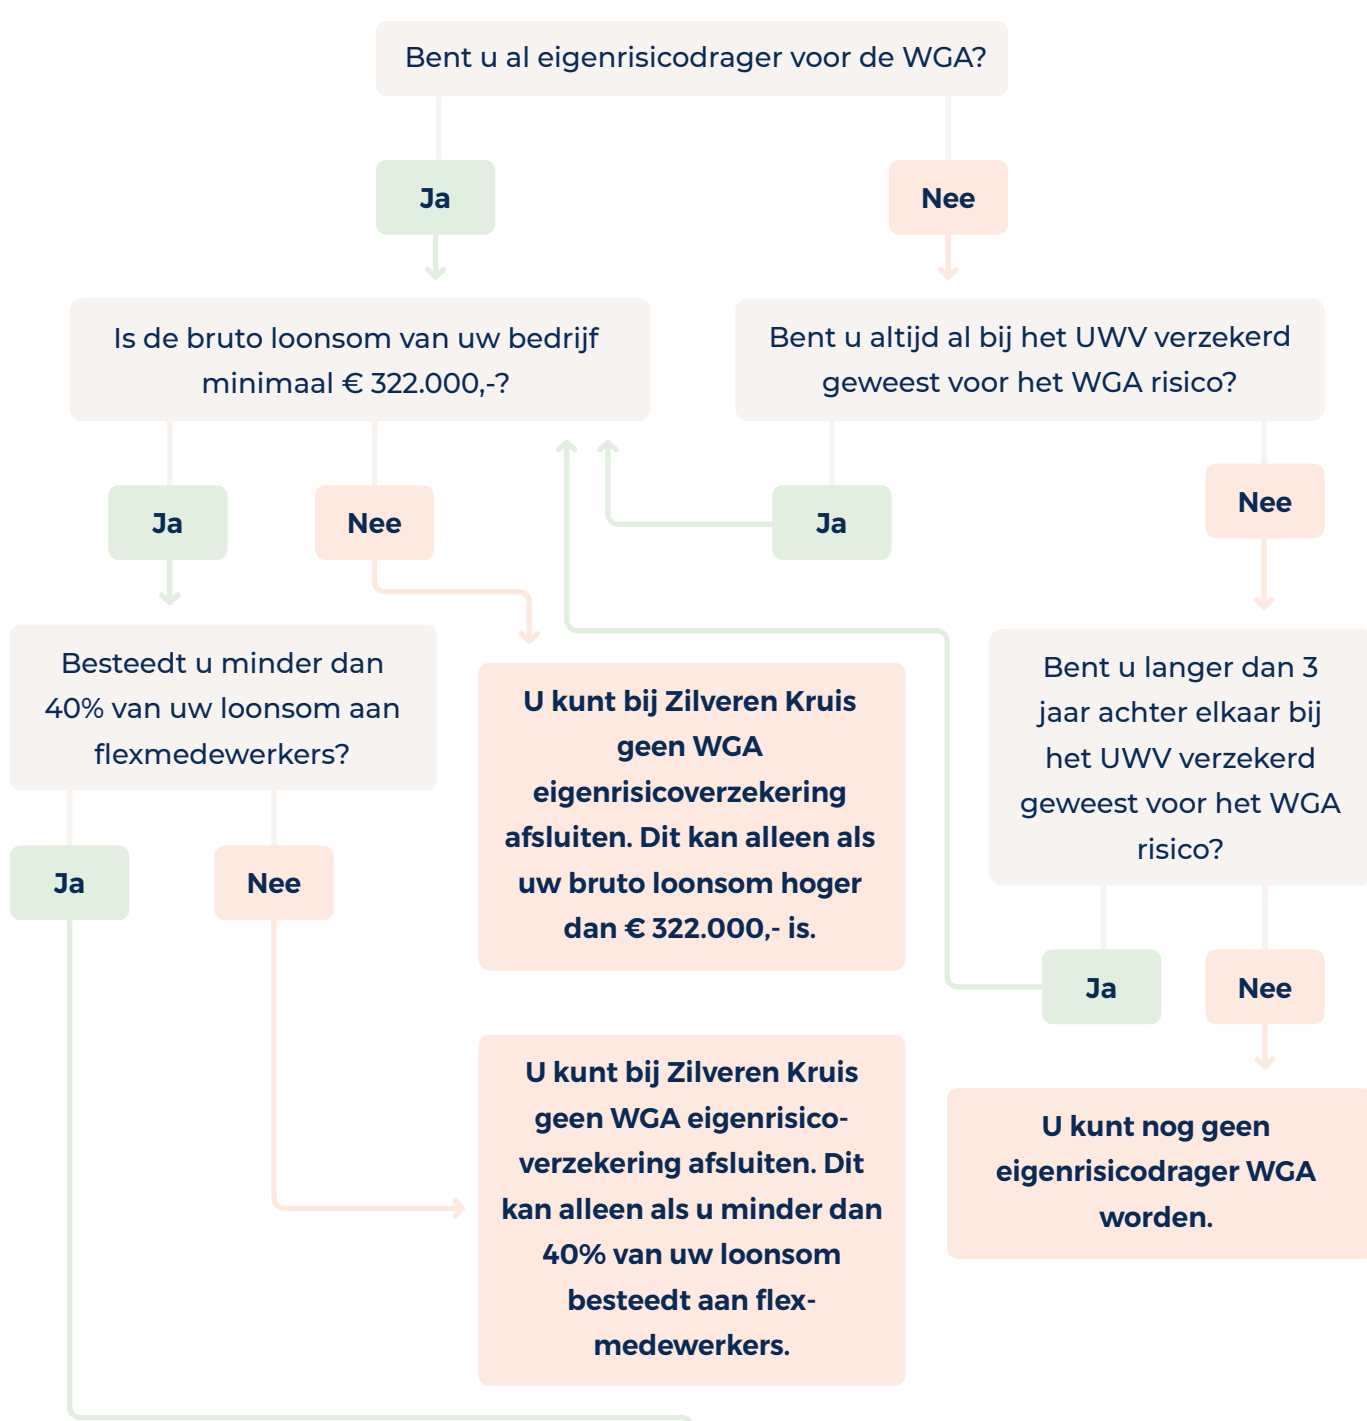 Bent u al eigenrisicodrager voor de WGA?
Ja
Nee
Is de bruto loonsom van uw bedrijf
minimaal € 322.000,-?
Bent u altijd al bij het UWV verzekerd
geweest voor het WGA risico?
Ja
Nee
Ja
Nee
Besteedt u minder dan
40% van uw loonsom aan
flexmedewerkers?
U kunt bij Zilveren Kruis
geen WGA
eigenrisicoverzekering
afsluiten. Dit kan alleen als
uw bruto loonsom hoger
dan € 322.000,- is.
Bent u langer dan 3
jaar achter elkaar bij
het UWV verzekerd
geweest voor het WGA
risico?
Ja
Nee
Ja
Nee
U kunt bij Zilveren Kruis
geen WGA eigenrisico-
verzekering afsluiten. Dit
kan alleen als u minder dan
40% van uw loonsom
besteedt aan flex-
medewerkers.
U kunt nog geen
eigenrisicodrager WGA
worden.